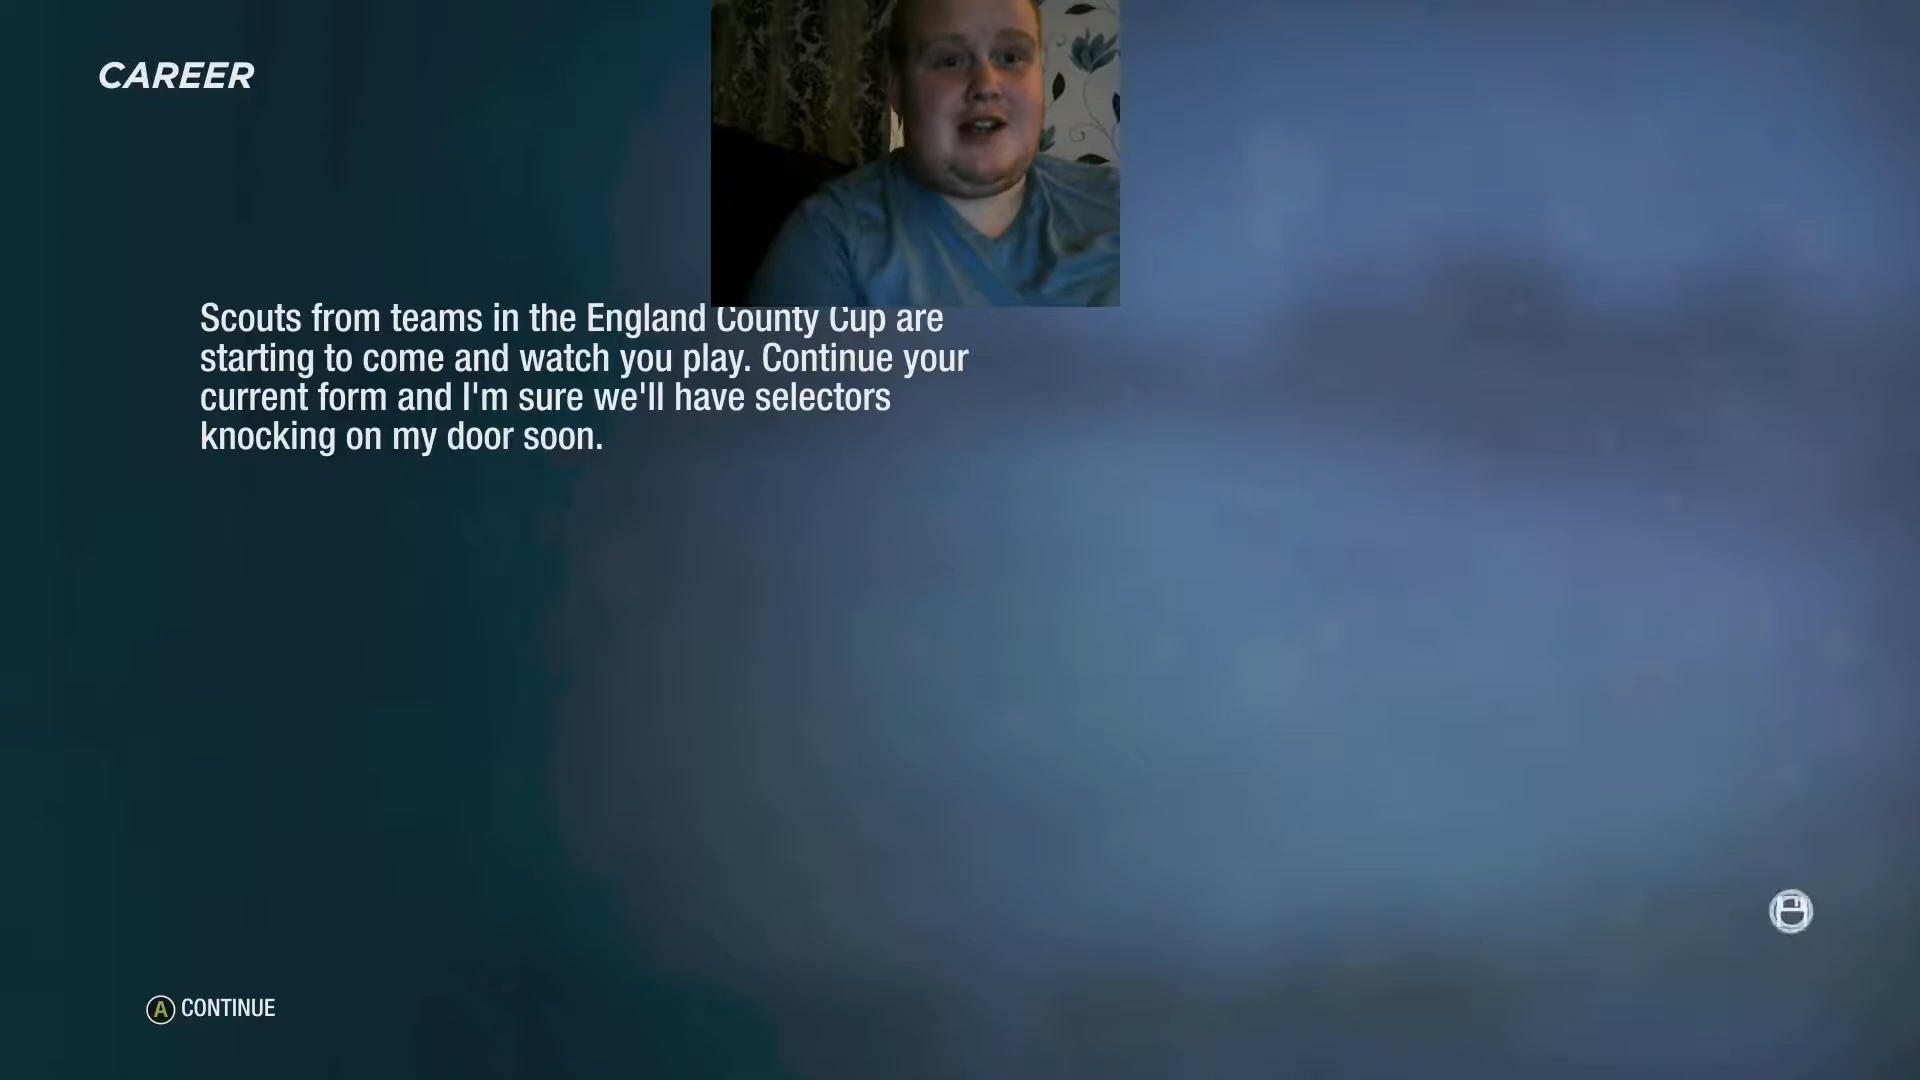 CAREER
Scouts from teams in the England County Cup are
starting to come and watch you play. Continue your
current form and I'm sure we'll have selectors
knocking on my door soon.
A CONTINUE